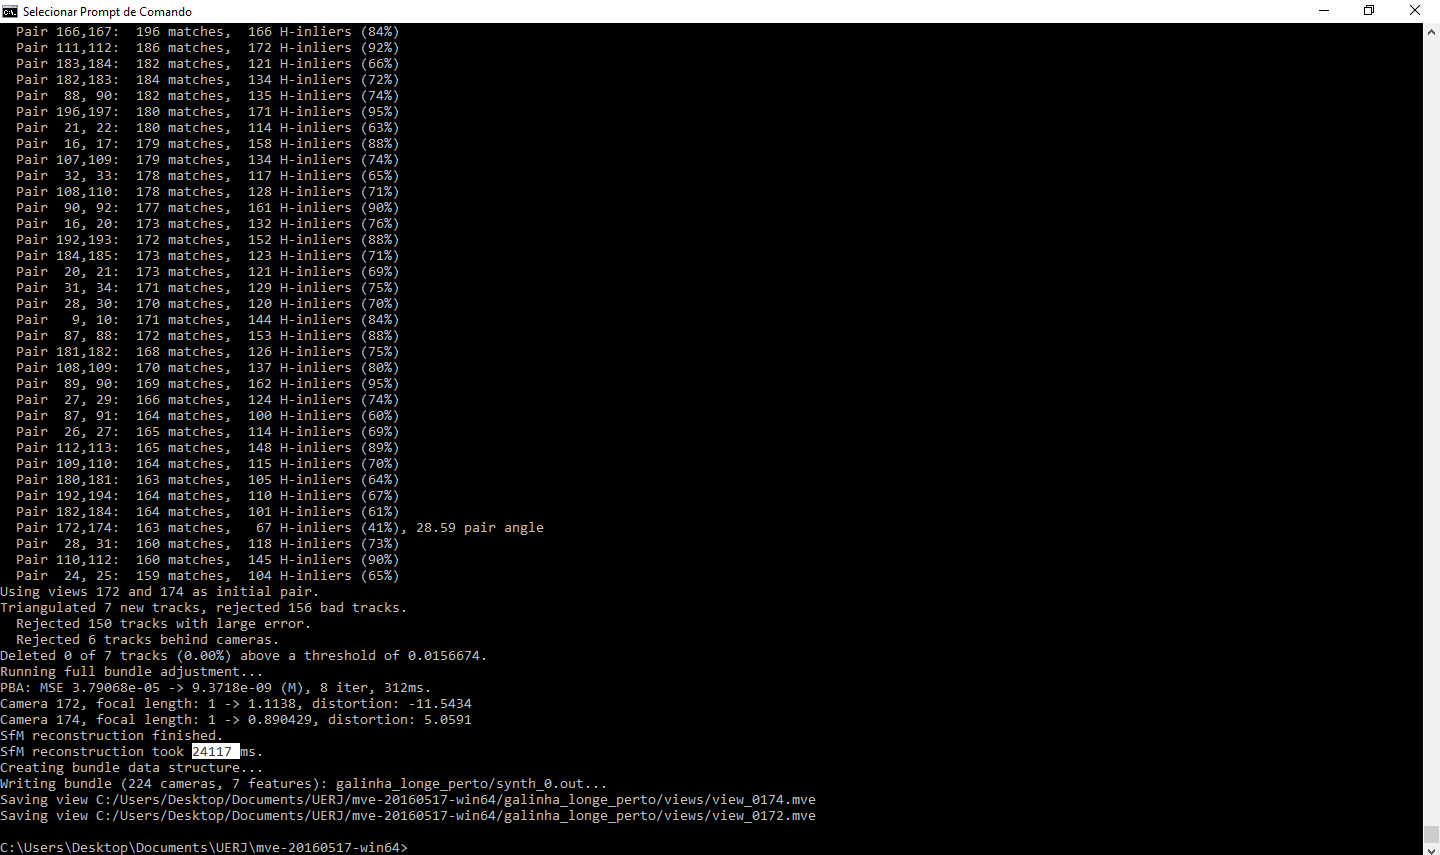 Selecionar Prompt de Comando
Pair 166,167:  196 matches,  166 H-inliers (84%)
Pair 111,112:  186 matches,  172 H-inliers (92%)
Pair 183,184:  182 matches,  121 H-inliers (66%)
Pair 182,183:  184 matches,  134 H-inliers (72%)
Pair  88, 90:  182 matches,  135 H-inliers (74%)
Pair 196,197:  180 matches,  171 H-inliers (95%)
Pair  21, 22:  180 matches,  114 H-inliers (63%)
Pair  16, 17:  179 matches,  158 H-inliers (88%)
Pair 107,109:  179 matches,  134 H-inliers (74%)
Pair  32, 33:  178 matches,  117 H-inliers (65%)
Pair 108,110:  178 matches,  128 H-inliers (71%)
Pair  90, 92:  177 matches,  161 H-inliers (90%)
Pair  16, 20:  173 matches,  132 H-inliers (76%)
Pair 192,193:  172 matches,  152 H-inliers (88%)
Pair 184,185:  173 matches,  123 H-inliers (71%)
Pair  20, 21:  173 matches,  121 H-inliers (69%)
Pair  31, 34:  171 matches,  129 H-inliers (75%)
Pair  28, 30:  170 matches,  120 H-inliers (70%)
Pair   9, 10:  171 matches,  144 H-inliers (84%)
Pair  87, 88:  172 matches,  153 H-inliers (88%)
Pair 181,182:  168 matches,  126 H-inliers (75%)
Pair 108,109:  170 matches,  137 H-inliers (80%)
Pair  89, 90:  169 matches,  162 H-inliers (95%)
Pair  27, 29:  166 matches,  124 H-inliers (74%)
Pair  87, 91:  164 matches,  100 H-inliers (60%)
Pair  26, 27:  165 matches,  114 H-inliers (69%)
Pair 112,113:  165 matches,  148 H-inliers (89%)
Pair 109,110:  164 matches,  115 H-inliers (70%)
Pair 180,181:  163 matches,  105 H-inliers (64%)
Pair 192,194:  164 matches,  110 H-inliers (67%)
Pair 182,184:  164 matches,  101 H-inliers (61%)
Pair 172,174:  163 matches,   67 H-inliers (41%), 28.59 pair angle
Pair  28, 31:  160 matches,  118 H-inliers (73%)
Pair 110,112:  160 matches,  145 H-inliers (90%)
Pair  24, 25:  159 matches,  104 H-inliers (65%)
Using views 172 and 174 as initial pair.
Triangulated 7 new tracks, rejected 156 bad tracks.
Rejected 150 tracks with large error.
Rejected 6 tracks behind cameras.
Deleted 0 of 7 tracks (0.00%) above a threshold of 0.0156674.
Running full bundle adjustment...
PBA: MSE 3.79068e-05 -> 9.3718e-09 (M), 8 iter, 312ms.
Camera 172, focal length: 1 -> 1.1138, distortion: -11.5434
Camera 174, focal length: 1 -> 0.890429, distortion: 5.0591
SfM reconstruction finished.
SfM reconstruction took 24117 ms.
Creating bundle data structure...
Writing bundle (224 cameras, 7 features): galinha_longe_perto/synth_0.out...
Saving view C:/Users/Desktop/Documents/UERJ/mve-20160517-win64/galinha_longe_perto/views/view_0174.mve
Saving view C:/Users/Desktop/Documents/UERJ/mve-20160517-win64/galinha_longe_perto/views/view_0172.mve
C:\Users\Desktop\Documents\UERJ\mve-20160517-win64>